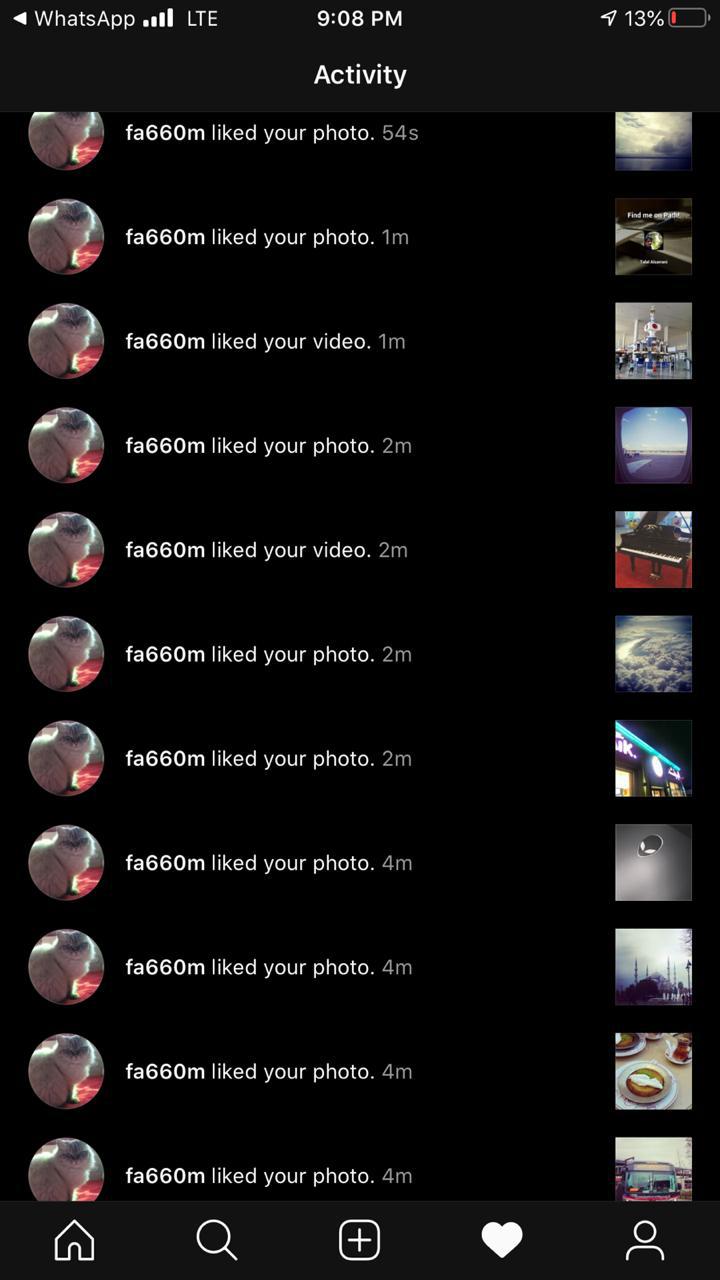 WhatsApp LTE 9:08 PM 13%
Activity
fa660m liked your photo. 54s
fa660m liked your photo. 1m
Find me on Path!
Talal Alzamani
fa660m liked your video. 1m
fa660m liked your photo. 2m
fa660m liked your video. 2m
fa660m liked your photo. 2m
fa660m liked your photo. 2m
fa660m liked your photo. 4m
fa660m liked your photo. 4m
fa660m liked your photo. 4m
fa660m liked your photo. 4m